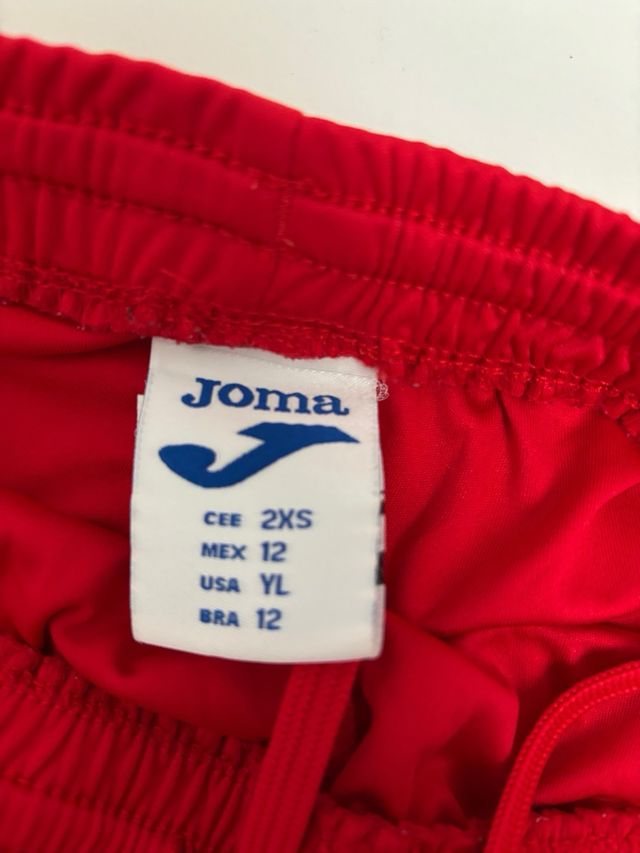 Joma
CEE 2XS
MEX 12
USA YL
BRA 12